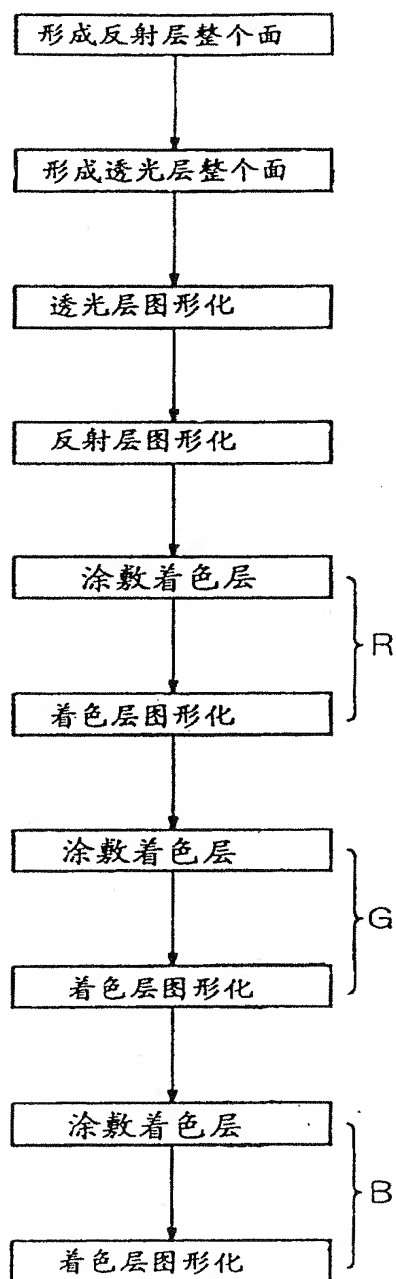 形成反射层整个面
形成透光层整个面
透光层图形化
反射层图形化
涂敷着色层
R
着色层图形化
涂敷着色层
G
着色层图形化
涂敷着色层
B
着色层图形化